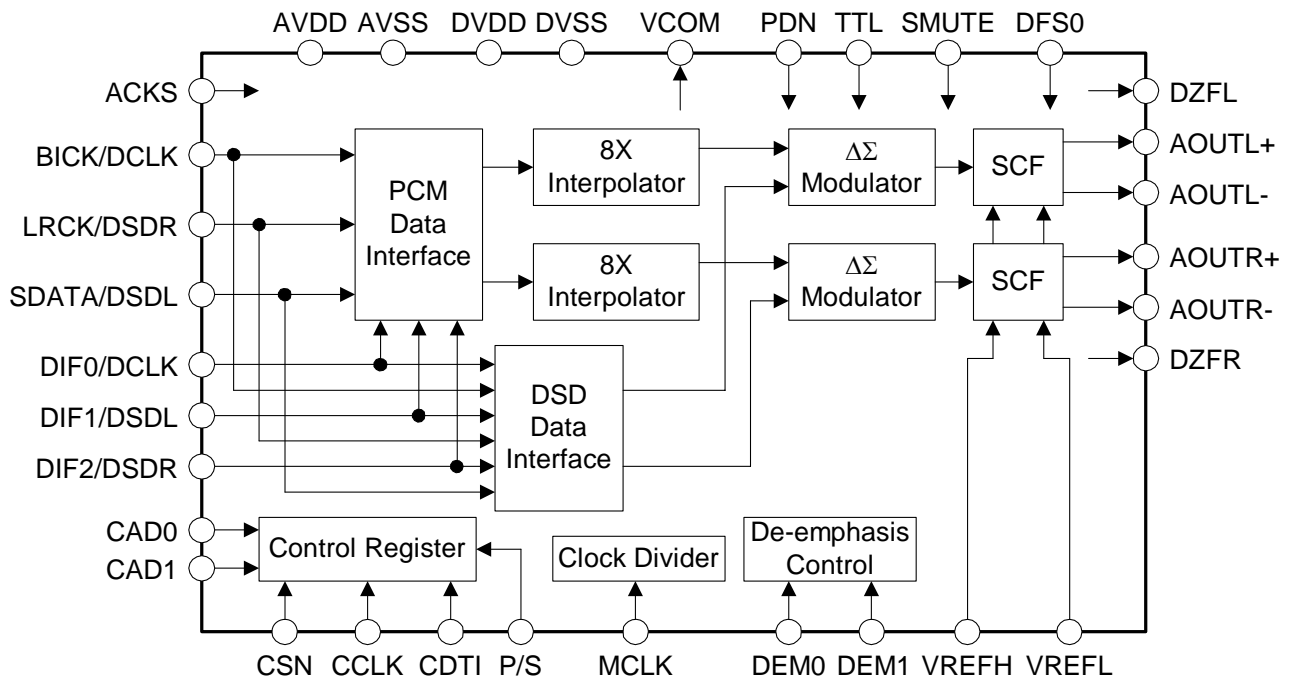 AVDD AVSS DVDD DVSS VCOM PDN TTL SMUTE DFS0
ACKS
BICK/DCLK
LRCK/DSDR
SDATA/DSDL
DIF0/DCLK
DIF1/DSDL
DIF2/DSDR
CAD0
CAD1
PCM
Data
Interface
8X
Interpolator
8X
Interpolator
ΔΣ
Modulator
ΔΣ
Modulator
SCF
SCF
DSD
Data
Interface
Control Register
Clock Divider
De-emphasis
Control
DZFL
AOUTL+
AOUTL-
AOUTR+
AOUTR-
DZFR
CSN CCLK CDTI P/S MCLK DEM0 DEM1 VREFH VREFL